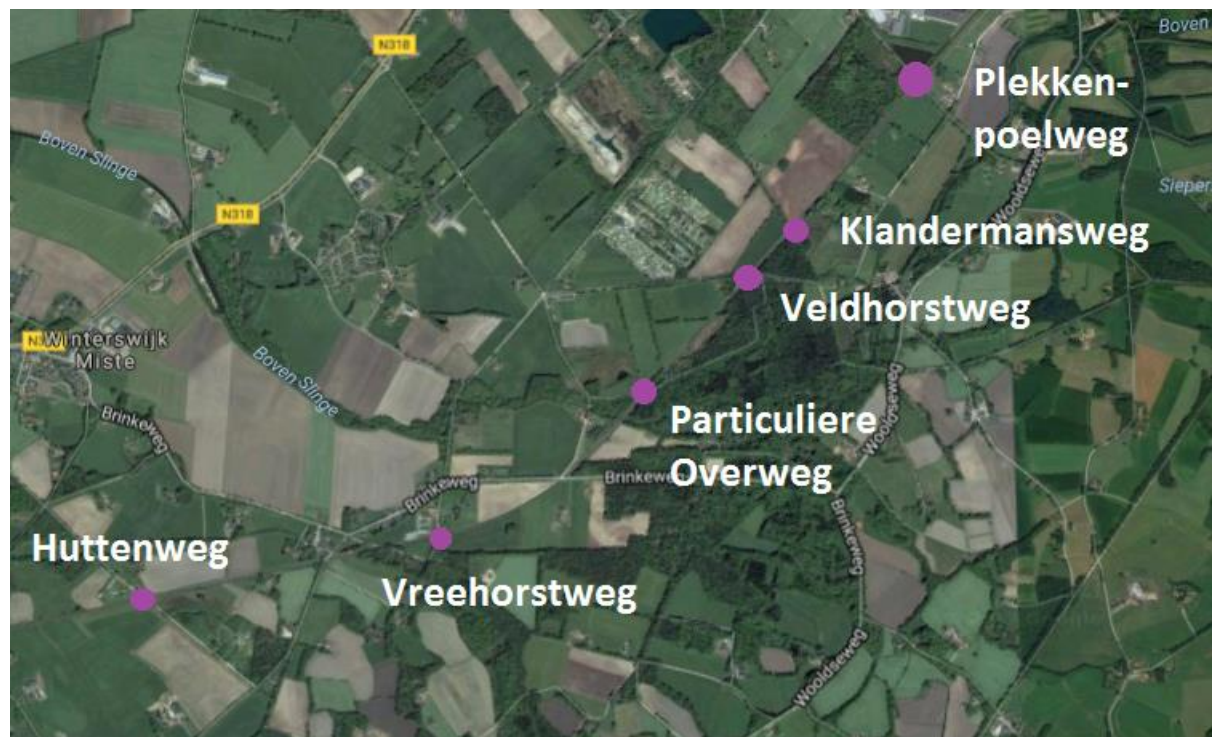 Boven
N318
Plekken-
poelweg
Boven Slinge
Sieper
N318
Wooldseweg
Klandermansweg
Veldhorstweg
Winterswijk
Miste
Boven Slinge
Brinkeweg
Wooldseweg
Particuliere
Overweg
Brinkeweg
Brinkeweg
Brinkeweg
Huttenweg
Vreehorstweg
Wooldseweg